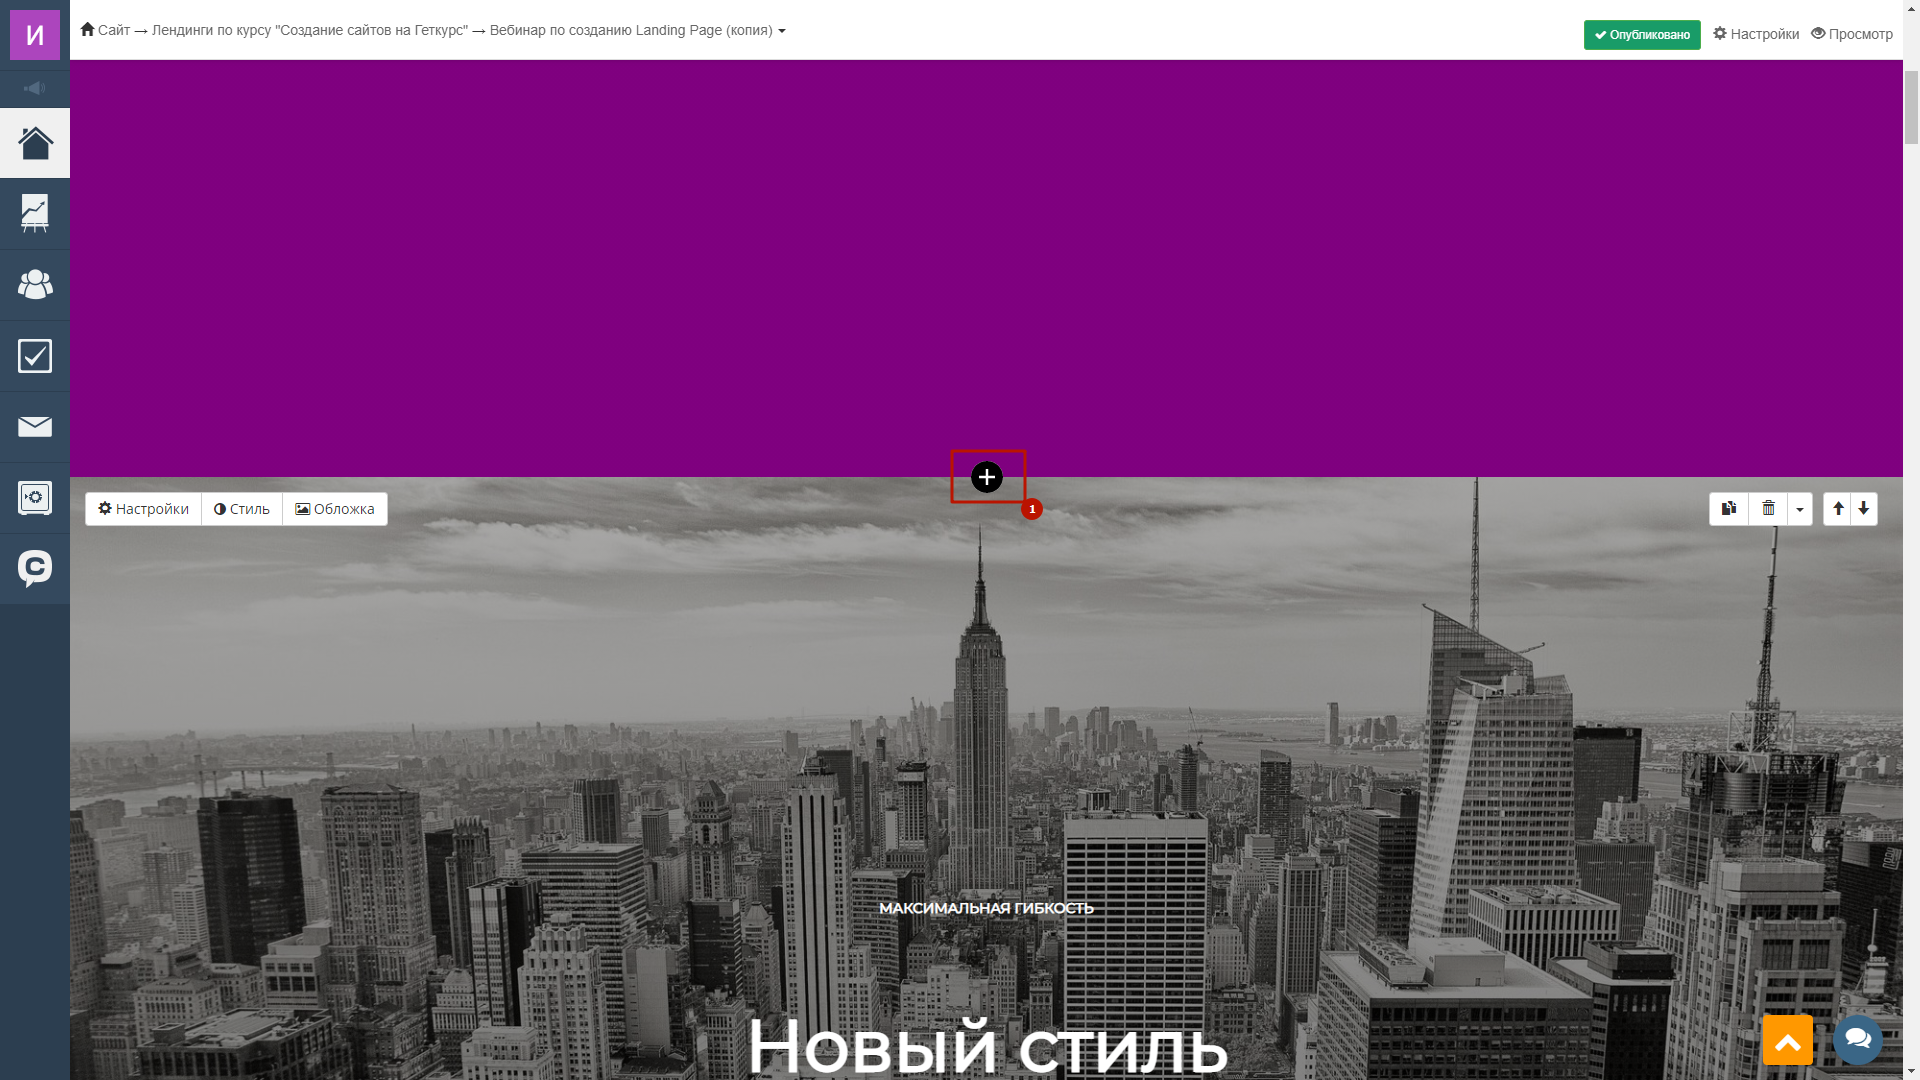 И
Сайт → Лендинги по курсу "Создание сайтов на Геткурс" → Вебинар по созданию Landing Page (копия)
Опубликовано
Настройки
Просмотр
1
Настройки
Стиль
Обложка
МАКСИМАЛЬНАЯ ГИБКОСТЬ
Новый стиль